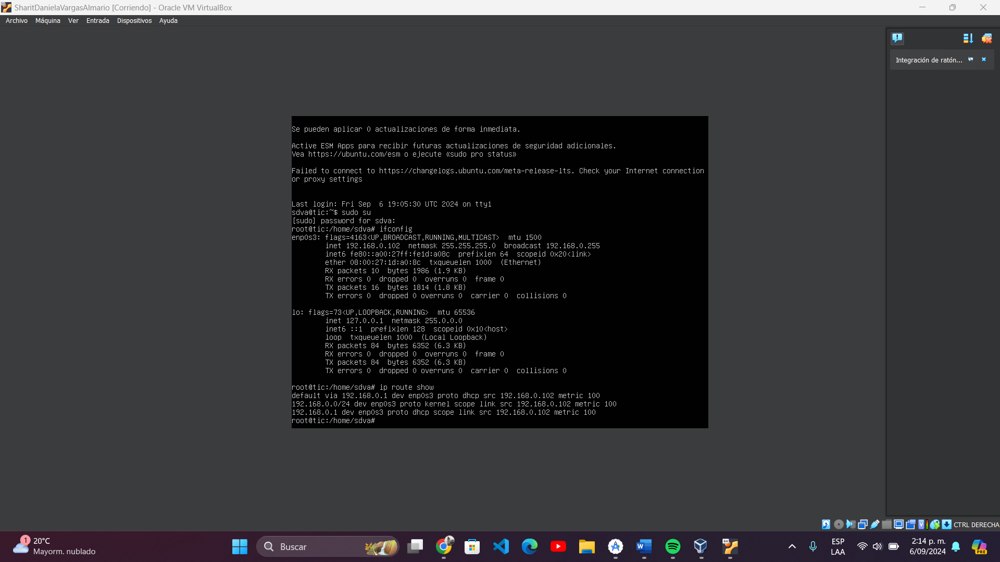 SharitDanielaVargasAlmario [Corriendo] - Oracle VM VirtualBox
Archivo Máquina Ver Entrada Dispositivos Ayuda
Integración de ratón...
Se pueden aplicar 0 actualizaciones de forma inmediata.
Active ESM Apps para recibir futuras actualizaciones de seguridad adicionales.
Vea https://ubuntu.com/esm o ejecute «sudo pro status»
Failed to connect to https://changelogs.ubuntu.com/meta-release-lts. Check your Internet connection
or proxy settings
Last login: Fri Sep  6 19:05:30 UTC 2024 on tty1
sdva@tic:~$ sudo su
[sudo] password for sdva:
root@tic:/home/sdva# ifconfig
enp0s3: flags=4163<UP,BROADCAST,RUNNING,MULTICAST>  mtu 1500
inet 192.168.0.102  netmask 255.255.255.0  broadcast 192.168.0.255
inet6 fe80::a00:27ff:fe1d:a08c  prefixlen 64  scopeid 0x20<link>
ether 08:00:27:1d:a0:8c  txqueuelen 1000  (Ethernet)
RX packets 10  bytes 1986 (1.9 KB)
RX errors 0  dropped 0  overruns 0  frame 0
TX packets 16  bytes 1814 (1.8 KB)
TX errors 0  dropped 0 overruns 0  carrier 0  collisions 0
lo: flags=73<UP,LOOPBACK,RUNNING>  mtu 65536
inet 127.0.0.1  netmask 255.0.0.0
inet6 ::1  prefixlen 128  scopeid 0x10<host>
loop  txqueuelen 1000  (Local Loopback)
RX packets 84  bytes 6352 (6.3 KB)
RX errors 0  dropped 0  overruns 0  frame 0
TX packets 84  bytes 6352 (6.3 KB)
TX errors 0  dropped 0 overruns 0  carrier 0  collisions 0
root@tic:/home/sdva# ip route show
default via 192.168.0.1 dev enp0s3 proto dhcp src 192.168.0.102 metric 100
192.168.0.0/24 dev enp0s3 proto kernel scope link src 192.168.0.102 metric 100
192.168.0.1 dev enp0s3 proto dhcp scope link src 192.168.0.102 metric 100
root@tic:/home/sdva#
CTRL DERECHA
1
20°C
Mayorm. nublado
Buscar
64
ESP
LAA
2:14 p. m.
6/09/2024
PRE